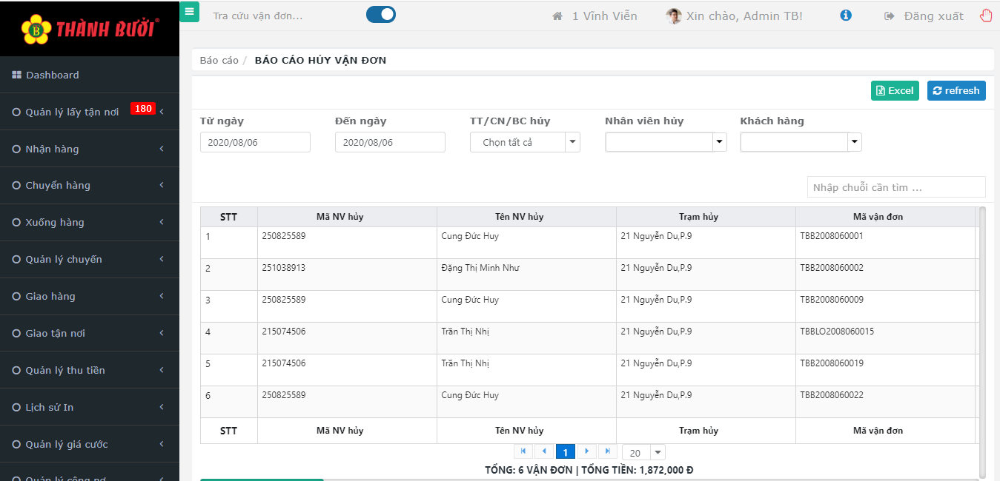 THÀNH BƯỞI®
Tra cứu vận đơn...
1 Vĩnh Viễn
Xin chào, Admin TB!
Đăng xuất
Dashboard
Quản lý lấy tận nơi 180
Nhận hàng
Chuyển hàng
Xuống hàng
Quản lý chuyến
Giao hàng
Giao tận nơi
Quản lý thu tiền
Lịch sử In
Quản lý giá cước
Quản lý công nợ
Báo cáo / BÁO CÁO HỦY VẬN ĐƠN
Excel refresh
Từ ngày Đến ngày TT/CN/BC hủy Nhân viên hủy Khách hàng
2020/08/06 2020/08/06 Chọn tất cả
Nhập chuỗi cần tìm ...
STT Mã NV hủy Tên NV hủy Trạm hủy Mã vận đơn
1 250825589 Cung Đức Huy 21 Nguyễn Du,P.9 TBB2008060001
2 251038913 Đặng Thị Minh Như 21 Nguyễn Du,P.9 TBB2008060002
3 250825589 Cung Đức Huy 21 Nguyễn Du,P.9 TBB2008060009
4 215074506 Trần Thị Nhị 21 Nguyễn Du,P.9 TBBLO2008060015
5 215074506 Trần Thị Nhị 21 Nguyễn Du,P.9 TBB2008060019
6 250825589 Cung Đức Huy 21 Nguyễn Du,P.9 TBB2008060022
STT Mã NV hủy Tên NV hủy Trạm hủy Mã vận đơn
1 20
TỔNG: 6 VẬN ĐƠN | TỔNG TIỀN: 1,872,000 Đ